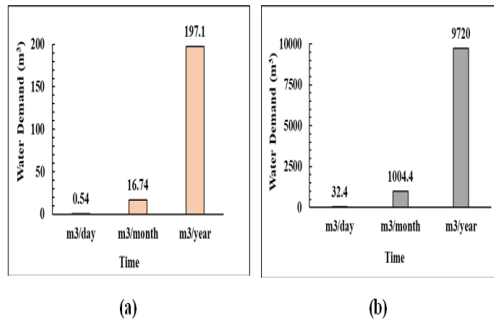 Water Demand (m³)
200
150
100
50
0
0.54
16.74
197.1
m3/day m3/month m3/year
Time
(a)
Water Demand (m³)
10000
7500
5000
2500
0
32.4
1004.4
9720
m3/day m3/month m3/year
Time
(b)